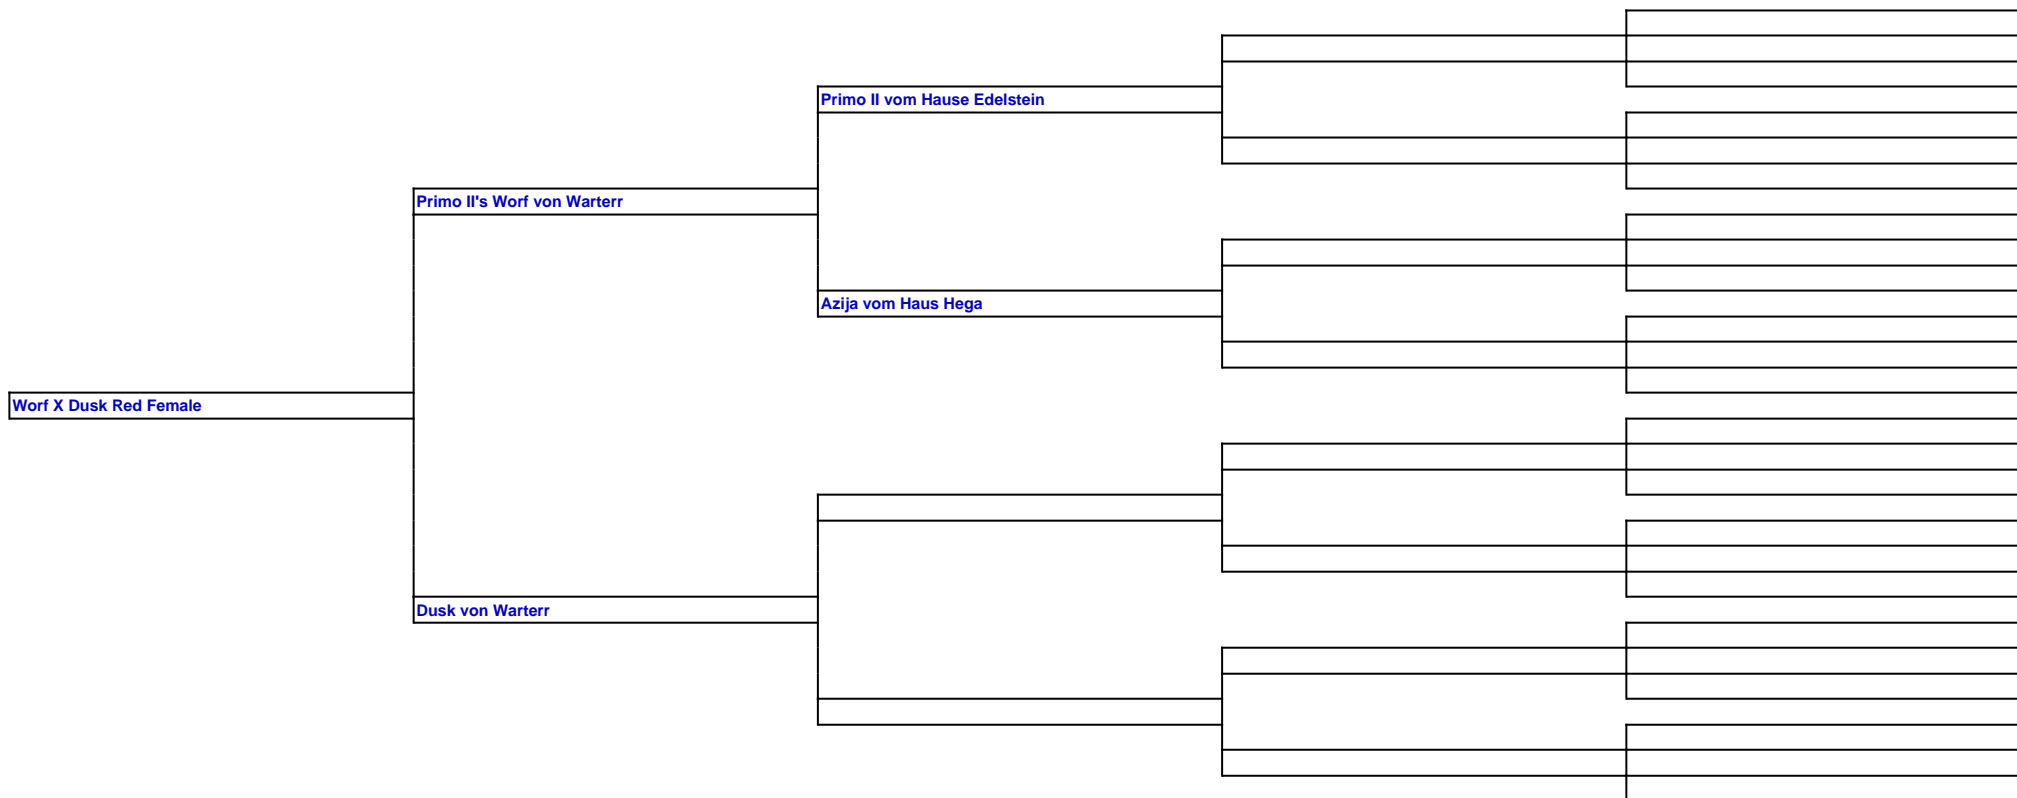 Primo II vom Hause Edelstein
Primo II's Worf von Warterr
Azija vom Haus Hega
Worf X Dusk Red Female
Dusk von Warterr